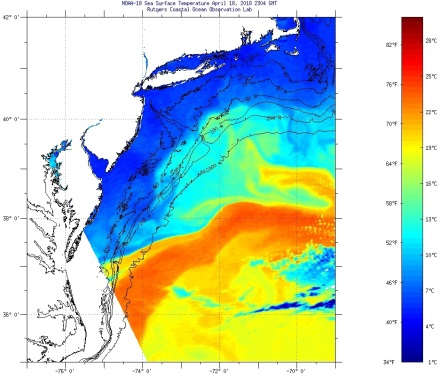 NOAA-18 Sea Surface Temperature April 18, 2018 2304 GMT
Rutgers Coastal Ocean Observation Lab
42° 0'
40° 0'
38° 0'
36° 0'
-76° 0'
-74° 0'
-72° 0'
-70° 0'
82°F
76°F
70°F
64°F
58°F
52°F
46°F
40°F
34°F
28°C
25°C
22°C
19°C
16°C
13°C
10°C
7°C
4°C
1°C